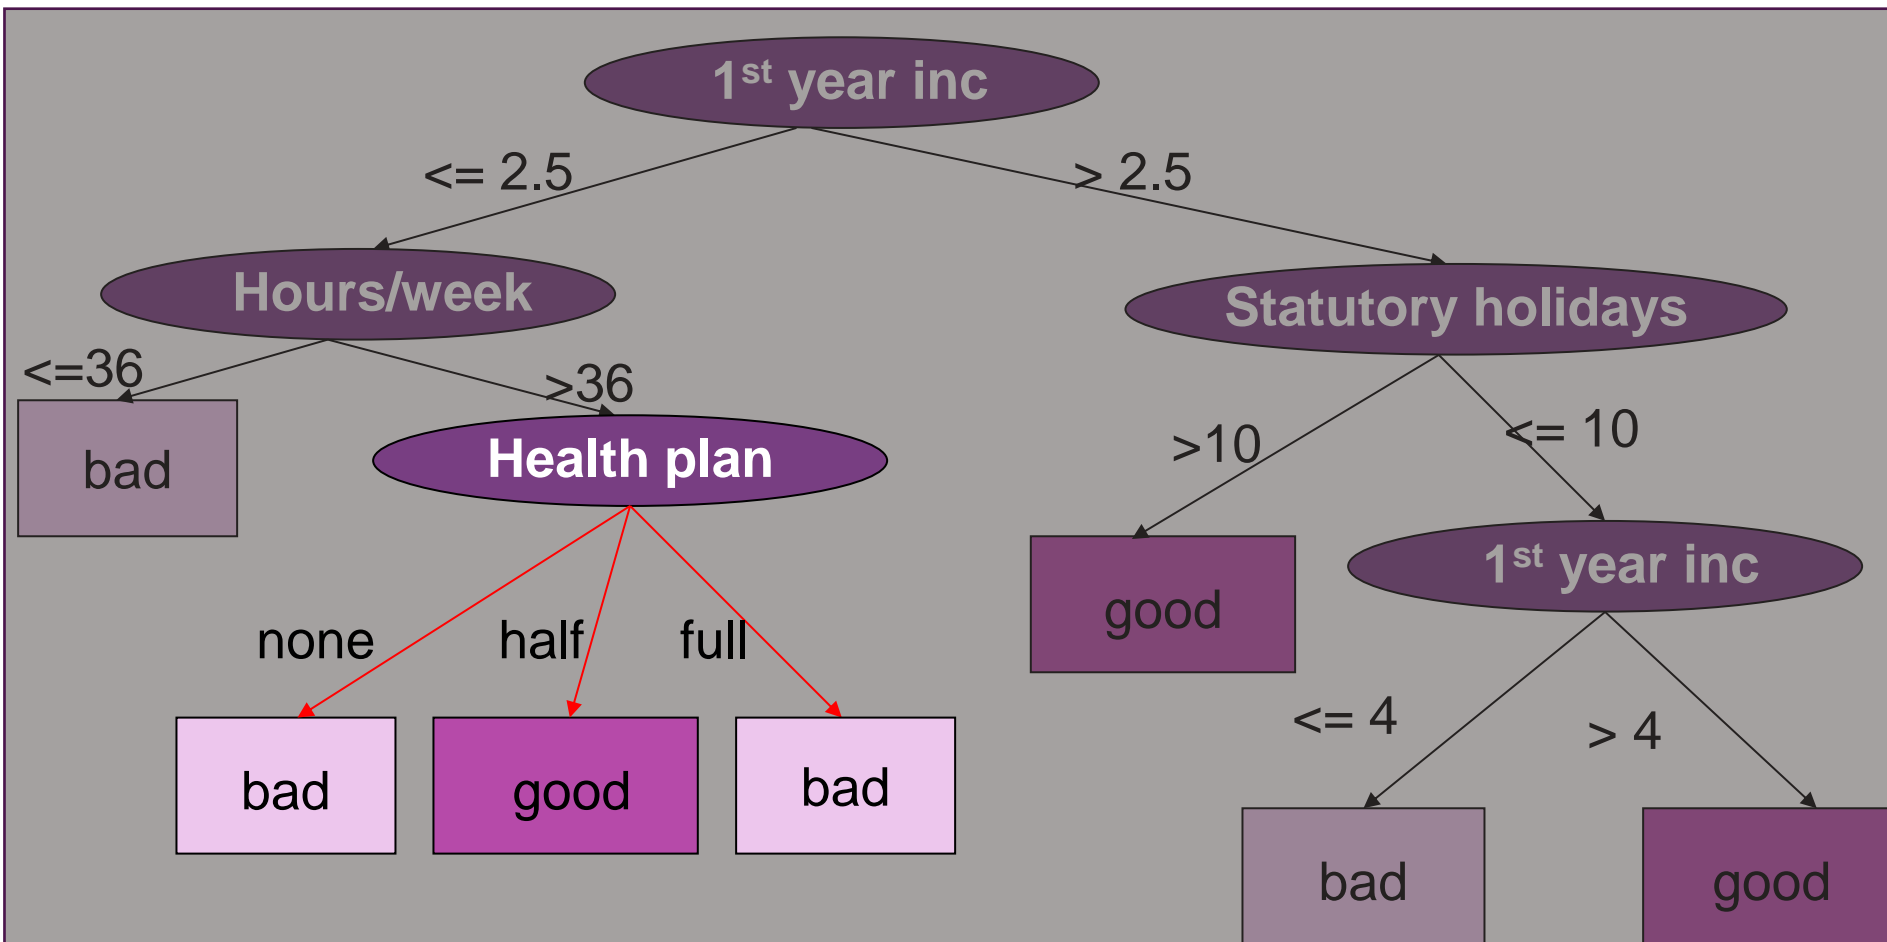 1st year inc
<= 2.5
> 2.5
Hours/week
Statutory holidays
<=36
>36
>10
<= 10
bad
Health plan
good
1st year inc
none
half
full
<= 4
> 4
bad
good
bad
bad
good